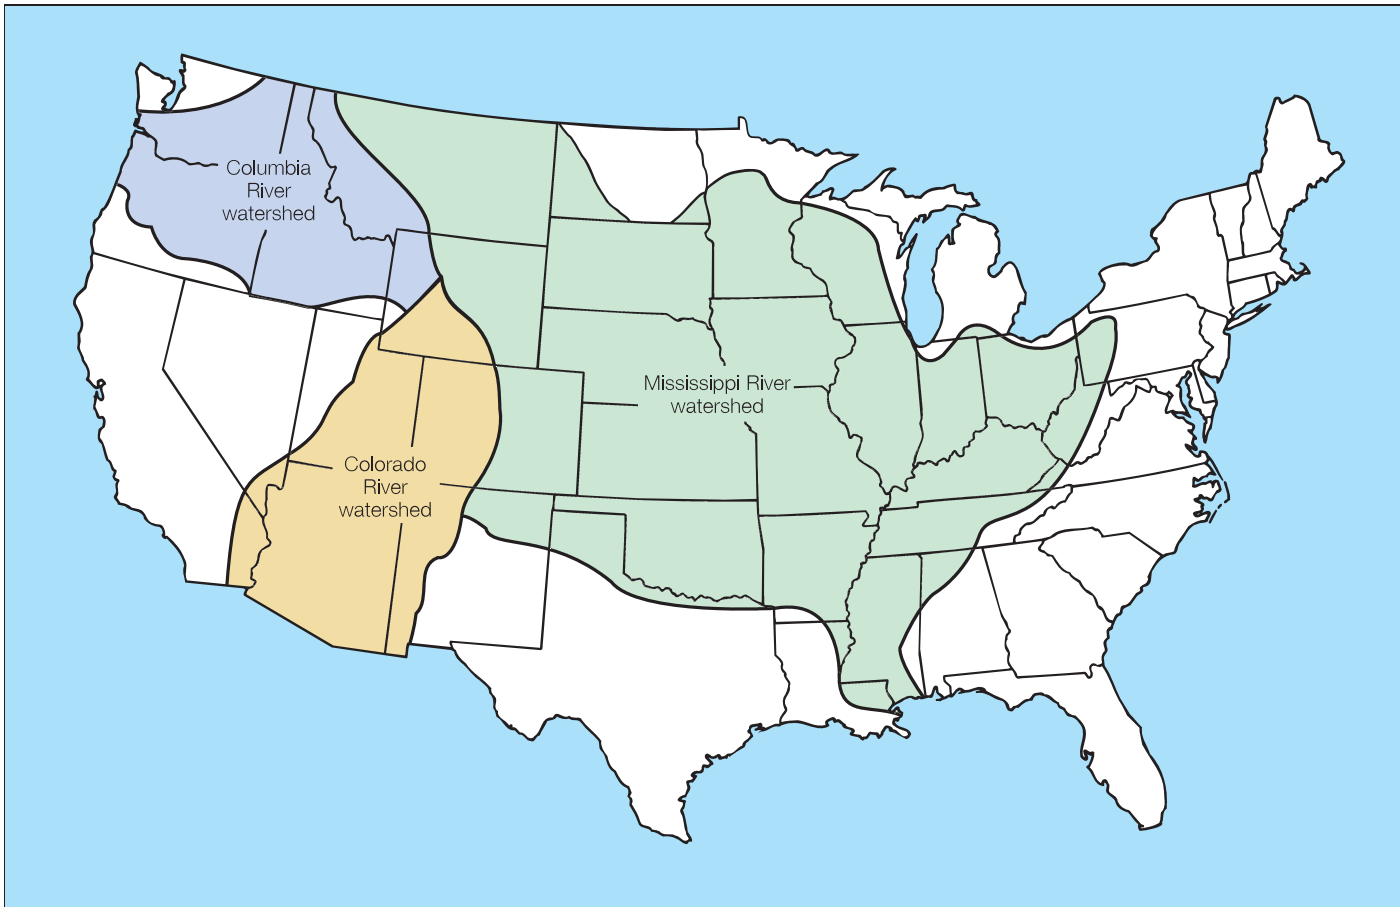 Columbia
River
watershed
Mississippi River
watershed
Colorado
River
watershed